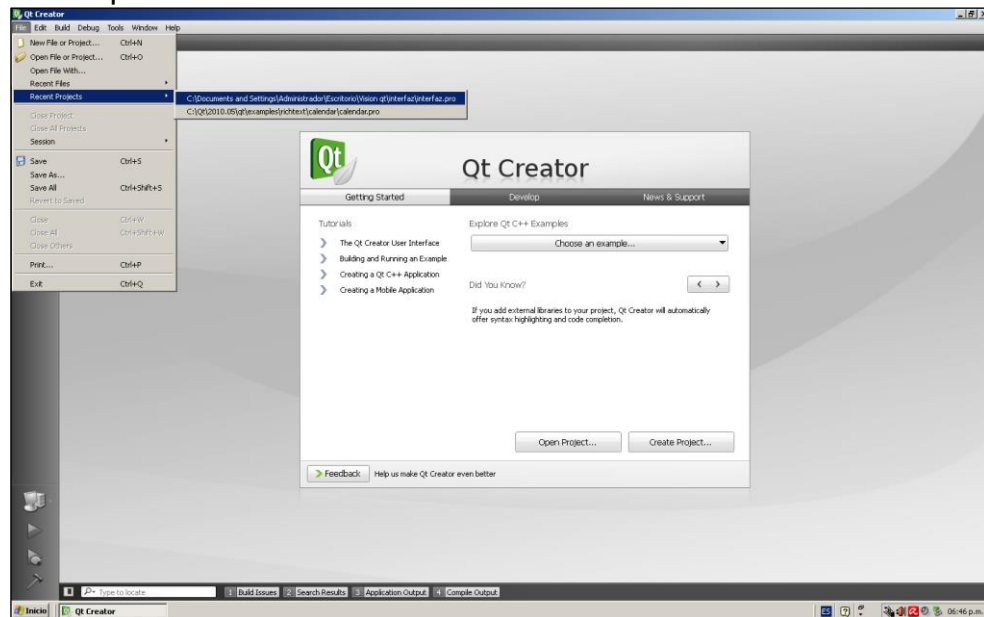 Qt Creator
File Edit Build Debug Tools Window Help
New File or Project... Ctrl+N
Open File or Project... Ctrl+O
Open File With...
Recent Files
Recent Projects
C:\Documents and Settings\Administrador\Escritorio\Vision qt\interfaz\interfaz.pro
C:\Qt\2010.05\qt\examples\richtext\calendar\calendar.pro
Close Project
Close All Projects
Session
Save Ctrl+S
Save As...
Save All Ctrl+Shift+S
Revert to Saved
Close Ctrl+W
Close All Ctrl+Shift+W
Close Others
Print... Ctrl+P
Exit Ctrl+Q
Qt
Qt Creator
Getting Started Develop News & Support
Tutorials
The Qt Creator User Interface
Building and Running an Example
Creating a Qt C++ Application
Creating a Mobile Application
Explore Qt C++ Examples
Choose an example...
Did You Know?
If you add external libraries to your project, Qt Creator will automatically
offer syntax highlighting and code completion.
Open Project... Create Project...
Feedback Help us make Qt Creator even better
Type to locate 1 Build Issues 2 Search Results 3 Application Output 4 Compile Output
Inicio Qt Creator ES 06:46 p.m.